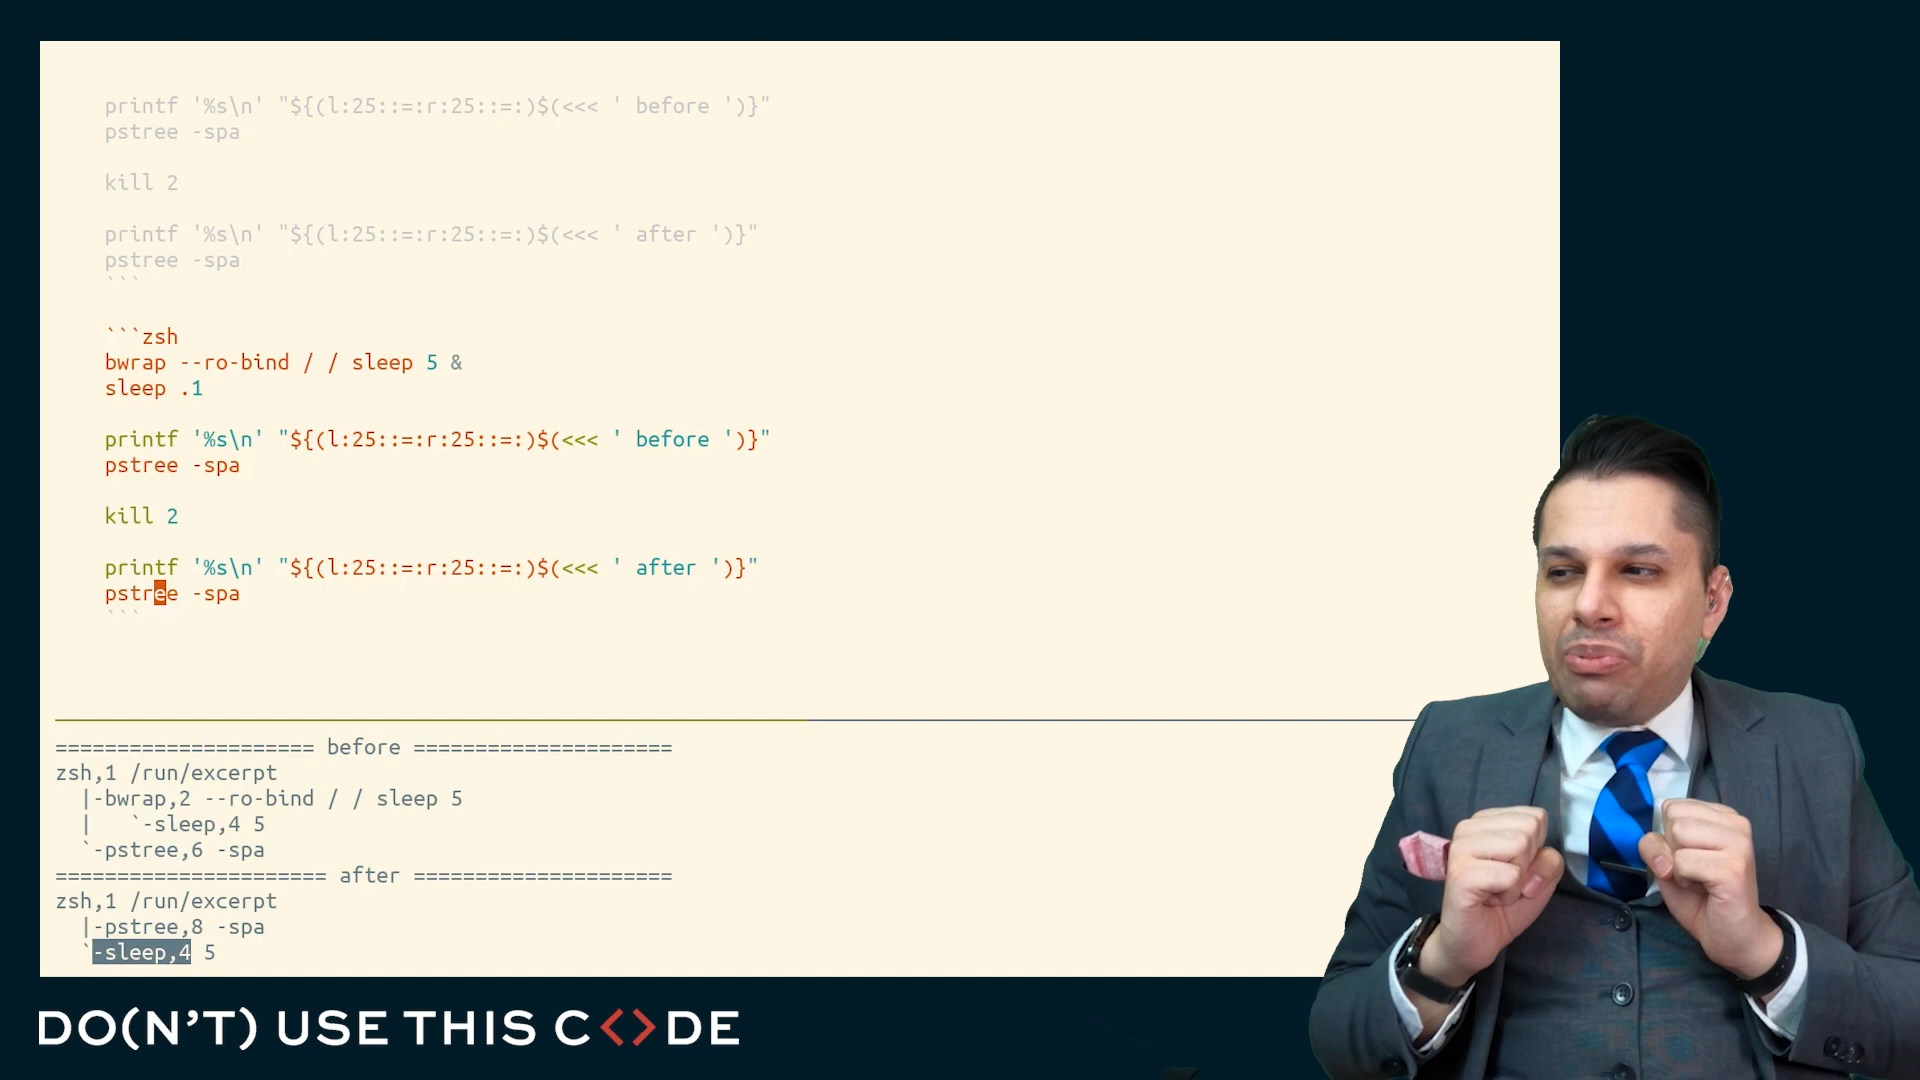 printf '%s\n' "${(l:25::=:r:25::=:)$(<<< ' before ')}"
pstree -spa
kill 2
printf '%s\n' "${(l:25::=:r:25::=:)$(<<< ' after ')}"
pstree -spa
```
```zsh
bwrap --ro-bind / / sleep 5 &
sleep .1
printf '%s\n' "${(l:25::=:r:25::=:)$(<<< ' before ')}"
pstree -spa
kill 2
printf '%s\n' "${(l:25::=:r:25::=:)$(<<< ' after ')}"
pstree -spa
```
===================== before =====================
zsh,1 /run/excerpt
  |-bwrap,2 --ro-bind / / sleep 5
  |   `-sleep,4 5
  `-pstree,6 -spa
====================== after =====================
zsh,1 /run/excerpt
  |-pstree,8 -spa
  `-sleep,4 5
DO(N'T) USE THIS C<>DE